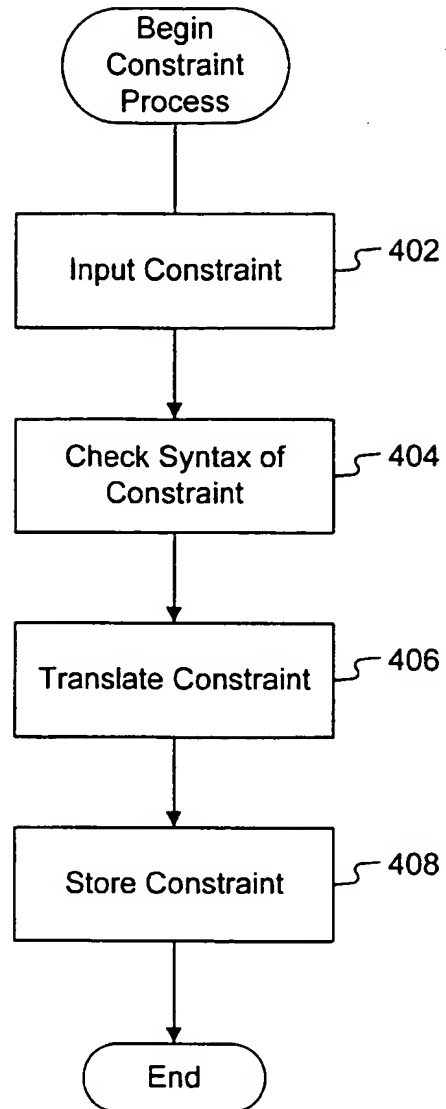 Begin
Constraint
Process
Input Constraint
402
Check Syntax of
Constraint
404
Translate Constraint
406
Store Constraint
408
End